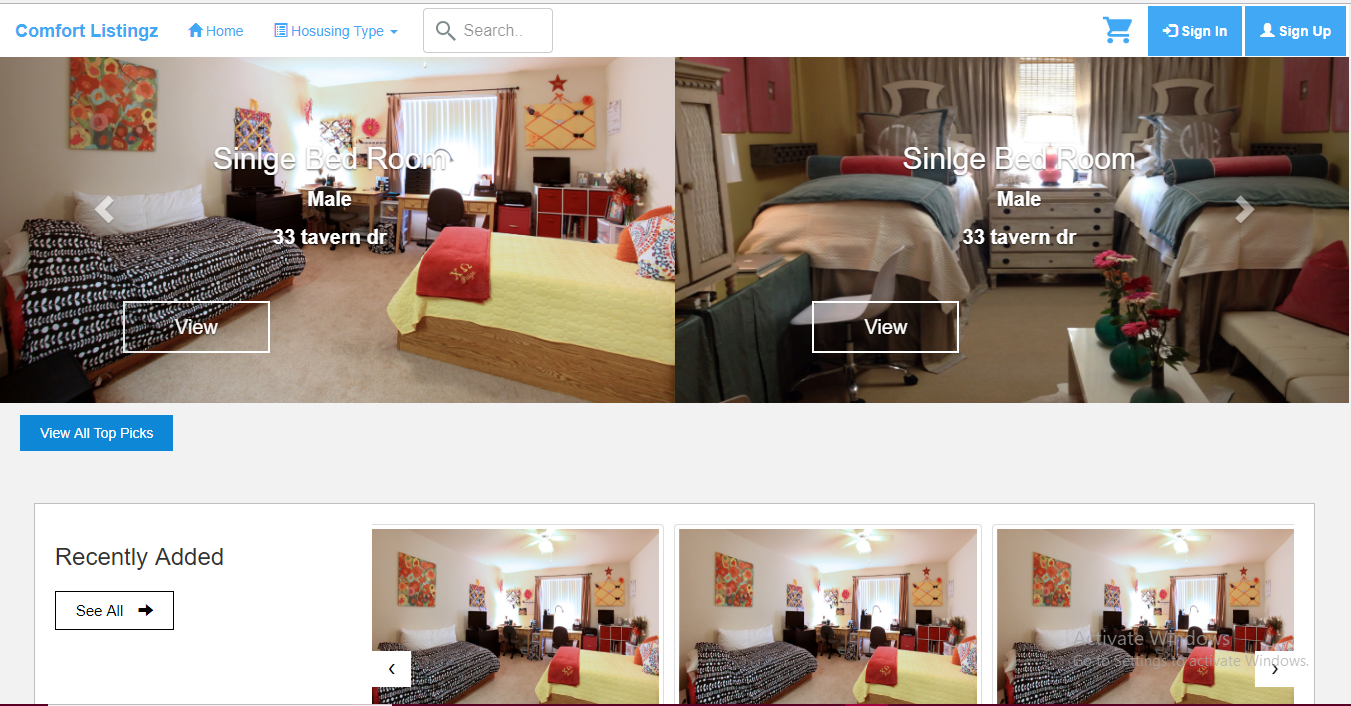 Comfort Listingz Home Hosusing Type Search.. Sign In Sign Up
Sinlge Bed Room
Male
33 tavern dr
View
Sinlge Bed Room
Male
33 tavern dr
View
View All Top Picks
Recently Added
See All
Activate Windows
Go to Settings to activate Windows.